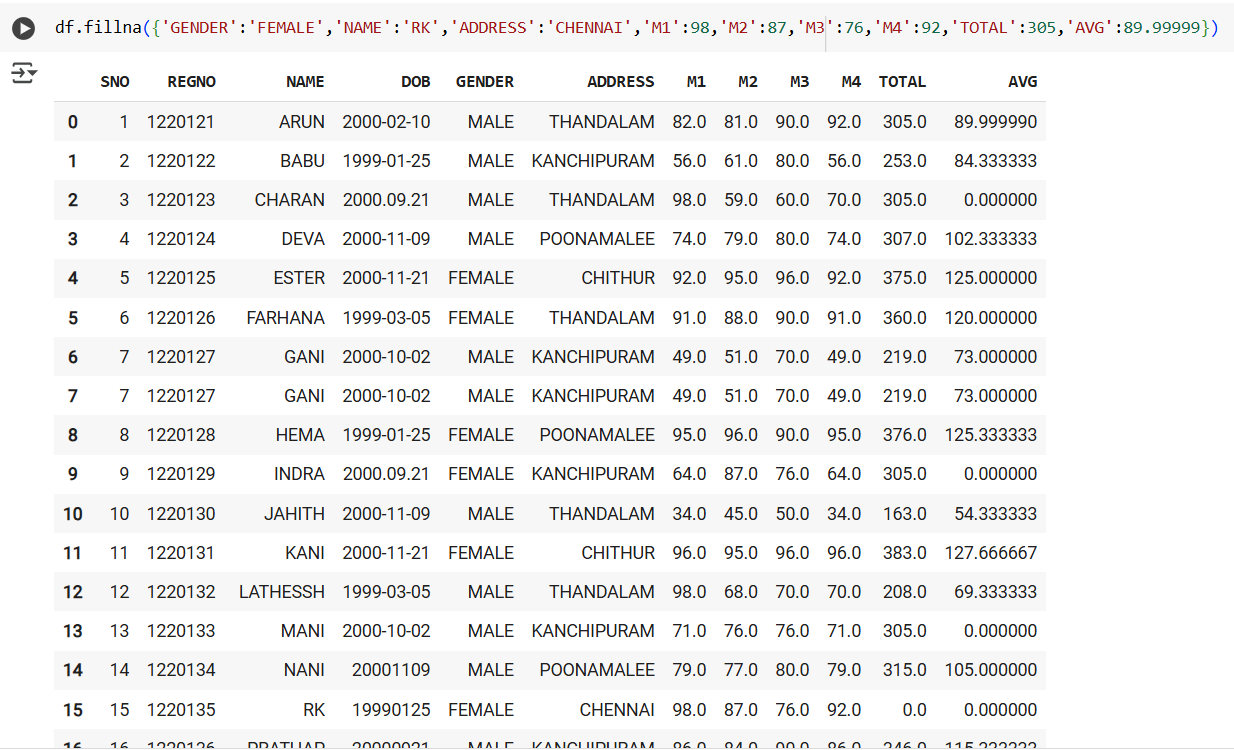 df.fillna({'GENDER':'FEMALE','NAME':'RK','ADDRESS':'CHENNAI','M1':98,'M2':87,'M3':76,'M4':92,'TOTAL':305,'AVG':89.99999})
SNO REGNO NAME DOB GENDER ADDRESS M1 M2 M3 M4 TOTAL AVG
0 1 1220121 ARUN 2000-02-10 MALE THANDALAM 82.0 81.0 90.0 92.0 305.0 89.999990
1 2 1220122 BABU 1999-01-25 MALE KANCHIPURAM 56.0 61.0 80.0 56.0 253.0 84.333333
2 3 1220123 CHARAN 2000.09.21 MALE THANDALAM 98.0 59.0 60.0 70.0 305.0 0.000000
3 4 1220124 DEVA 2000-11-09 MALE POONAMALEE 74.0 79.0 80.0 74.0 307.0 102.333333
4 5 1220125 ESTER 2000-11-21 FEMALE CHITHUR 92.0 95.0 96.0 92.0 375.0 125.000000
5 6 1220126 FARHANA 1999-03-05 FEMALE THANDALAM 91.0 88.0 90.0 91.0 360.0 120.000000
6 7 1220127 GANI 2000-10-02 MALE KANCHIPURAM 49.0 51.0 70.0 49.0 219.0 73.000000
7 7 1220127 GANI 2000-10-02 MALE KANCHIPURAM 49.0 51.0 70.0 49.0 219.0 73.000000
8 8 1220128 HEMA 1999-01-25 FEMALE POONAMALEE 95.0 96.0 90.0 95.0 376.0 125.333333
9 9 1220129 INDRA 2000.09.21 FEMALE KANCHIPURAM 64.0 87.0 76.0 64.0 305.0 0.000000
10 10 1220130 JAHITH 2000-11-09 MALE THANDALAM 34.0 45.0 50.0 34.0 163.0 54.333333
11 11 1220131 KANI 2000-11-21 FEMALE CHITHUR 96.0 95.0 96.0 96.0 383.0 127.666667
12 12 1220132 LATHESSH 1999-03-05 MALE THANDALAM 98.0 68.0 70.0 70.0 208.0 69.333333
13 13 1220133 MANI 2000-10-02 MALE KANCHIPURAM 71.0 76.0 76.0 71.0 305.0 0.000000
14 14 1220134 NANI 20001109 MALE POONAMALEE 79.0 77.0 80.0 79.0 315.0 105.000000
15 15 1220135 RK 19990125 FEMALE CHENNAI 98.0 87.0 76.0 92.0 0.0 0.000000
16 16 MALE KANCHIPURAM